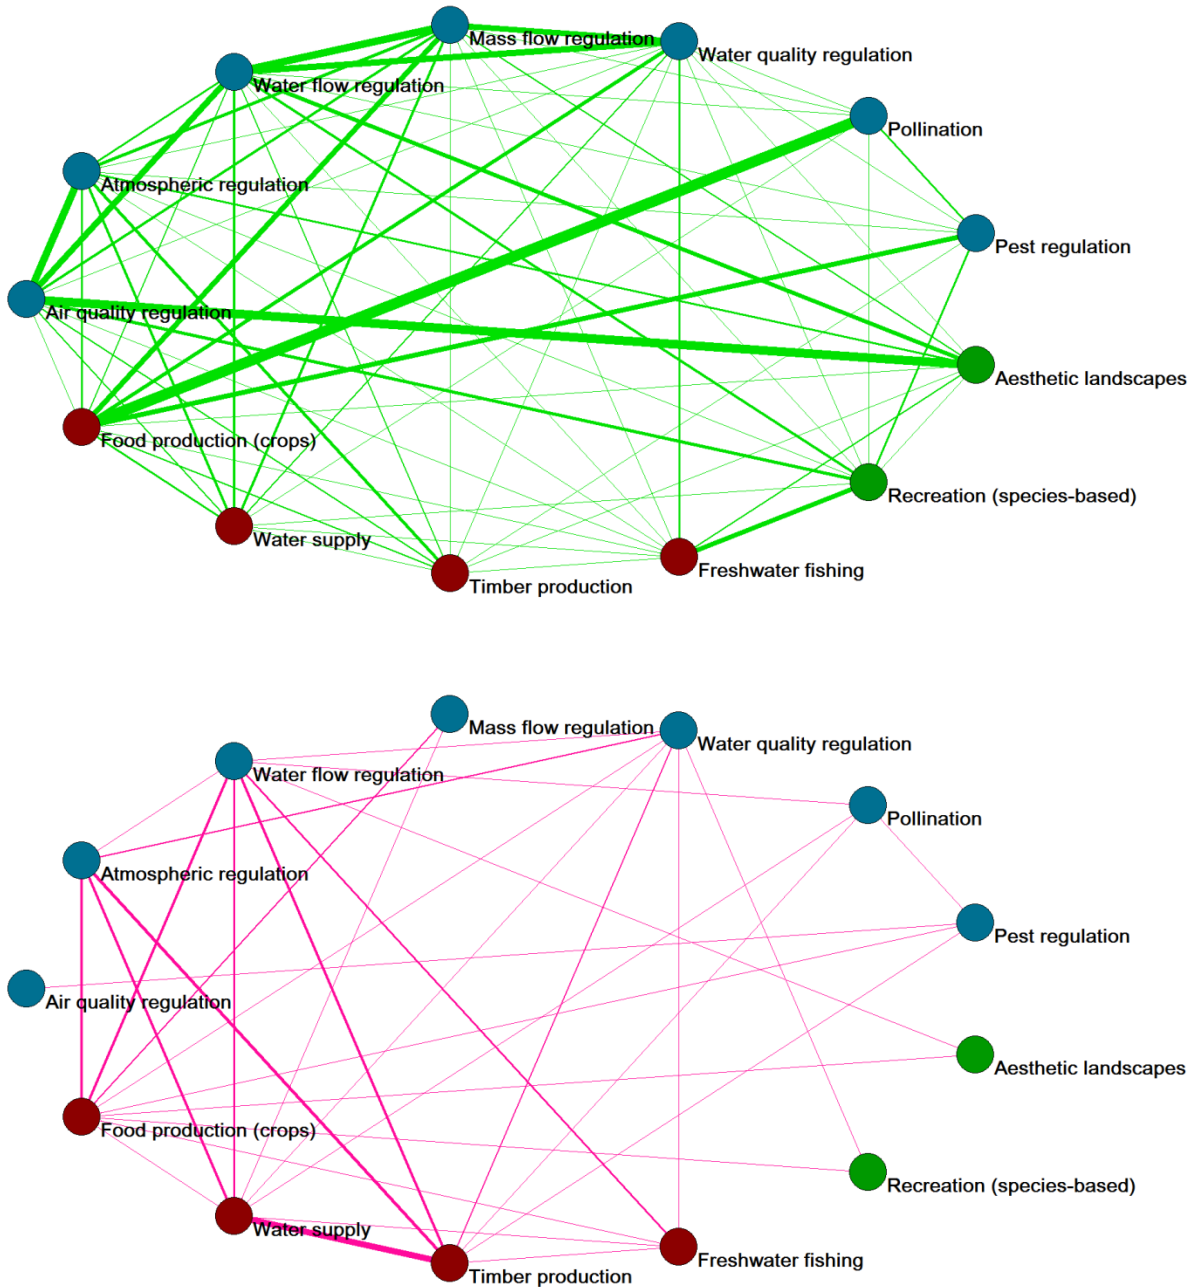 Mass flow regulation
Water quality regulation
Water flow regulation
Pollination
Atmospheric regulation
Pest regulation
Air quality regulation
Aesthetic landscapes
Food production (crops)
Recreation (species-based)
Water supply
Freshwater fishing
Timber production
Mass flow regulation
Water quality regulation
Water flow regulation
Pollination
Atmospheric regulation
Pest regulation
Air quality regulation
Aesthetic landscapes
Food production (crops)
Recreation (species-based)
Water supply
Freshwater fishing
Timber production